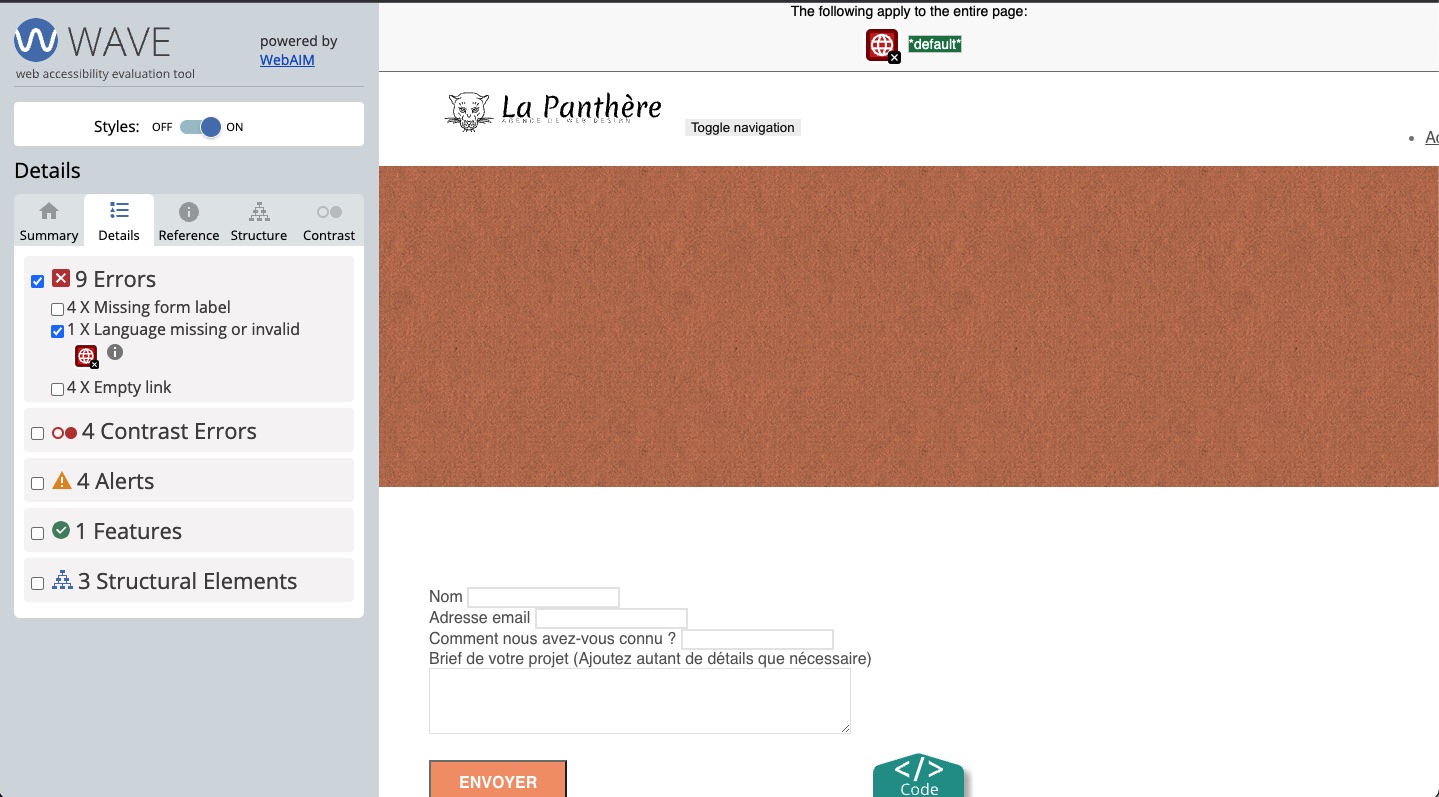 WAVE
powered by
WebAIM
web accessibility evaluation tool
Styles: OFF ON
Details
Summary Details Reference Structure Contrast
9 Errors
4 X Missing form label
1 X Language missing or invalid
4 X Empty link
4 Contrast Errors
4 Alerts
1 Features
3 Structural Elements
The following apply to the entire page:
*default*
La Panthère
AGENCE DE WEB DESIGN
Toggle navigation
Nom
Adresse email
Comment nous avez-vous connu ?
Brief de votre projet (Ajoutez autant de détails que nécessaire)
ENVOYER
</>
Code